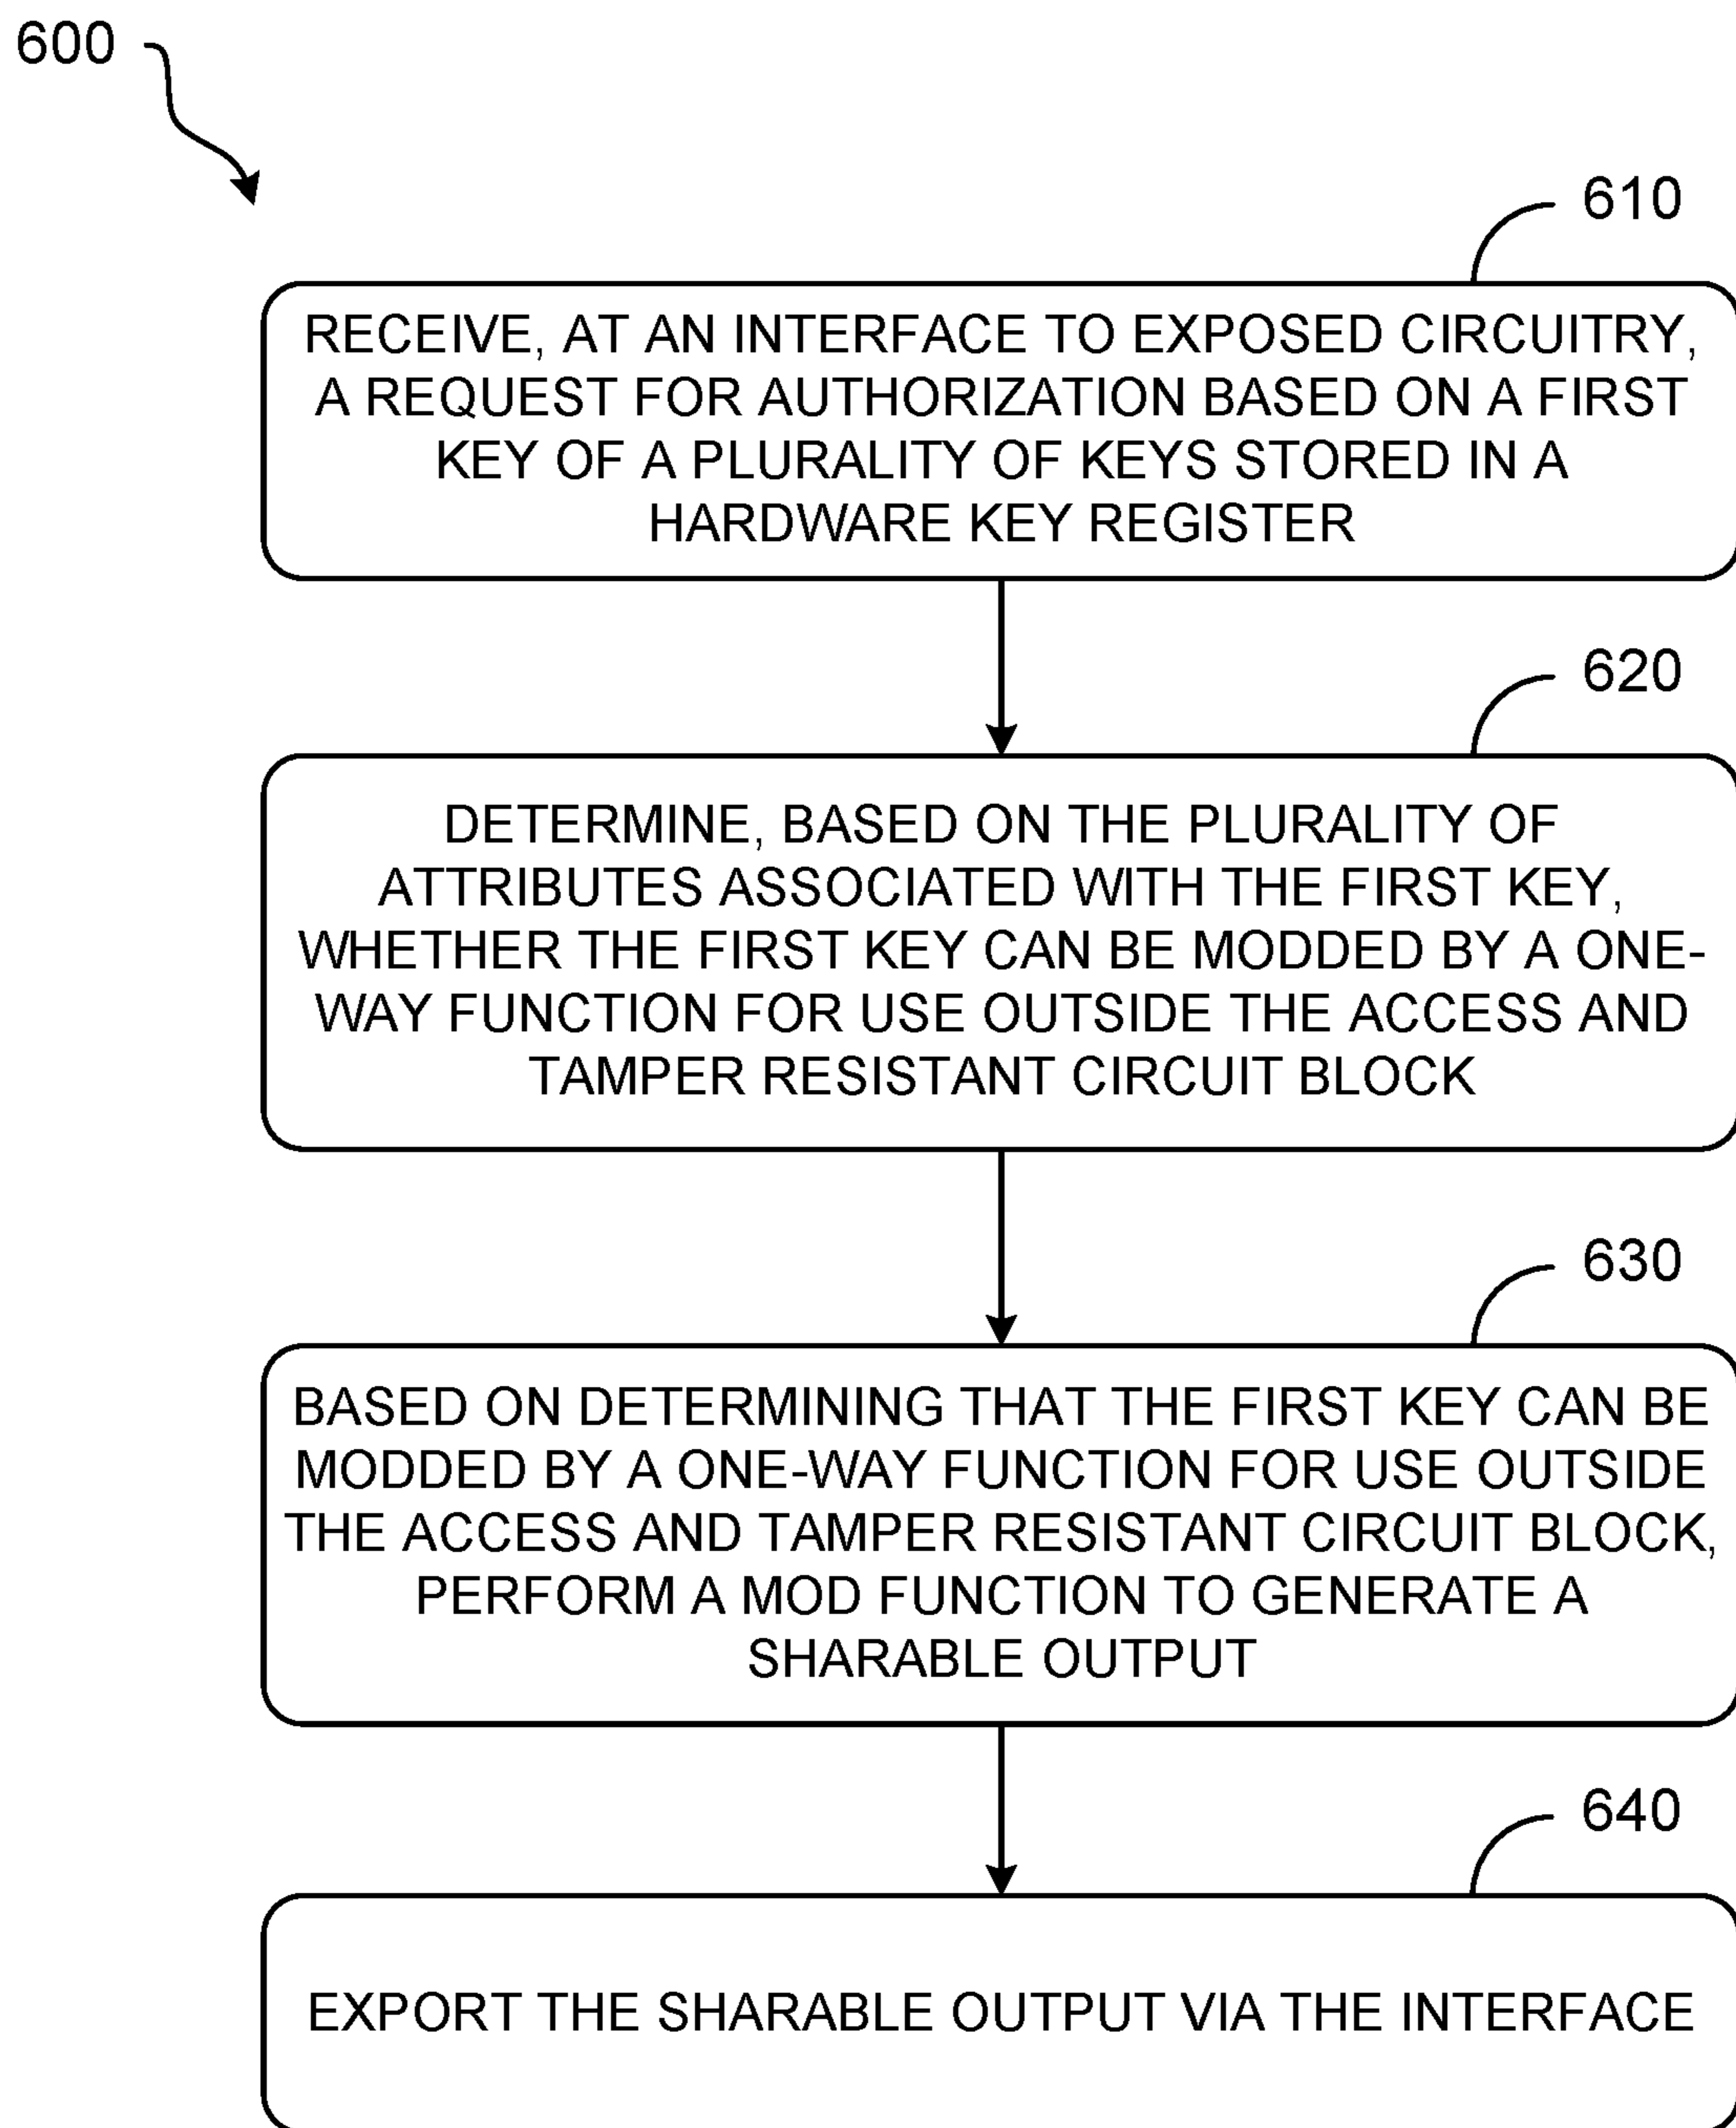 600
610
RECEIVE, AT AN INTERFACE TO EXPOSED CIRCUITRY,
A REQUEST FOR AUTHORIZATION BASED ON A FIRST
KEY OF A PLURALITY OF KEYS STORED IN A
HARDWARE KEY REGISTER
620
DETERMINE, BASED ON THE PLURALITY OF
ATTRIBUTES ASSOCIATED WITH THE FIRST KEY,
WHETHER THE FIRST KEY CAN BE MODDED BY A ONE-
WAY FUNCTION FOR USE OUTSIDE THE ACCESS AND
TAMPER RESISTANT CIRCUIT BLOCK
630
BASED ON DETERMINING THAT THE FIRST KEY CAN BE
MODDED BY A ONE-WAY FUNCTION FOR USE OUTSIDE
THE ACCESS AND TAMPER RESISTANT CIRCUIT BLOCK,
PERFORM A MOD FUNCTION TO GENERATE A
SHARABLE OUTPUT
640
EXPORT THE SHARABLE OUTPUT VIA THE INTERFACE